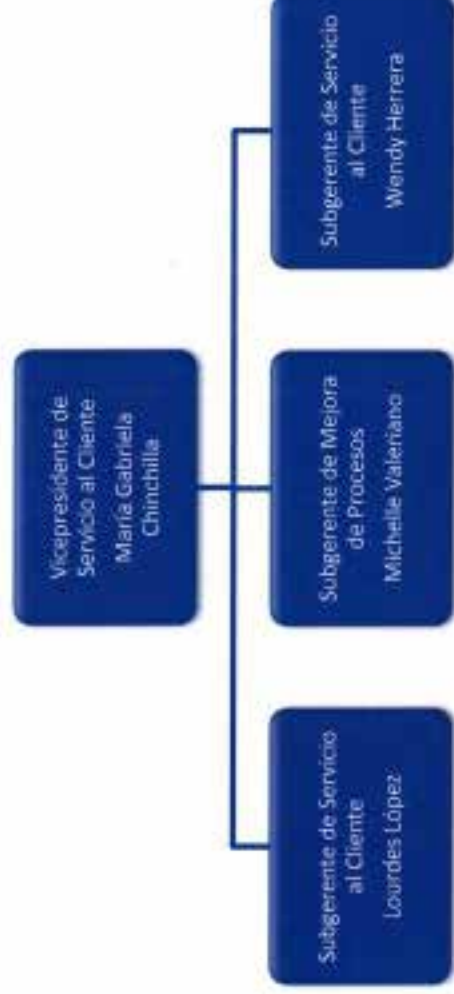 Vicepresidente de
Servicio al Cliente
María Gabriela
Chinchilla
Subgerente de Servicio
al Cliente
Lourdes López
Subgerente de Mejora
de Procesos
Michelle Valeriano
Subgerente de Servicio
al Cliente
Wendy Herrera